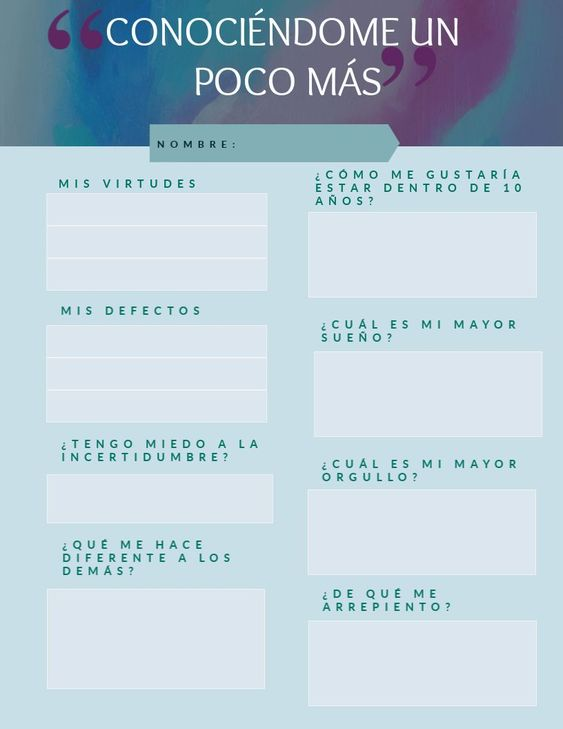 “CONOCIÉNDOME UN
POCO MÁS”
NOMBRE:
MIS VIRTUDES
MIS DEFECTOS
¿TENGO MIEDO A LA
INCERTIDUMBRE?
¿QUÉ ME HACE
DIFERENTE A LOS
DEMÁS?
¿CÓMO ME GUSTARÍA
ESTAR DENTRO DE 10
AÑOS?
¿CUÁL ES MI MAYOR
SUEÑO?
¿CUÁL ES MI MAYOR
ORGULLO?
¿DE QUÉ ME
ARREPIENTO?